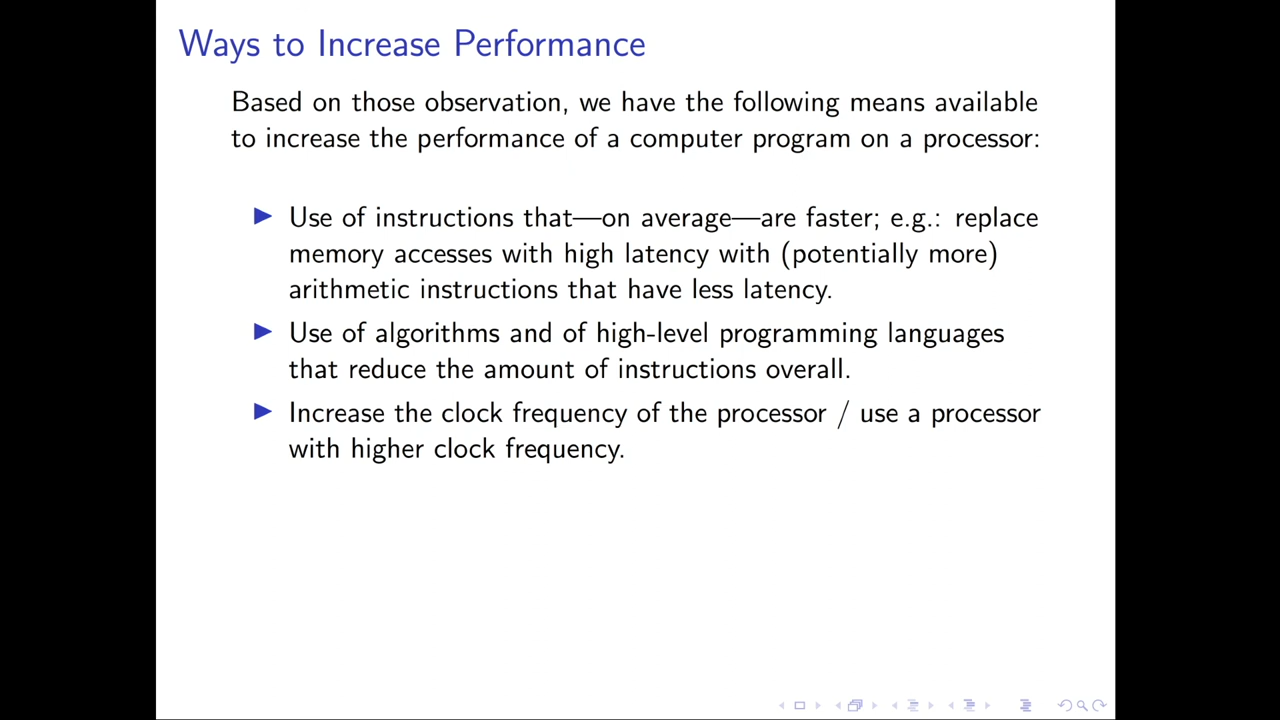 Ways to Increase Performance
Based on those observation, we have the following means available
to increase the performance of a computer program on a processor:
Use of instructions that—on average—are faster; e.g.: replace
memory accesses with high latency with (potentially more)
arithmetic instructions that have less latency.
Use of algorithms and of high-level programming languages
that reduce the amount of instructions overall.
Increase the clock frequency of the processor / use a processor
with higher clock frequency.